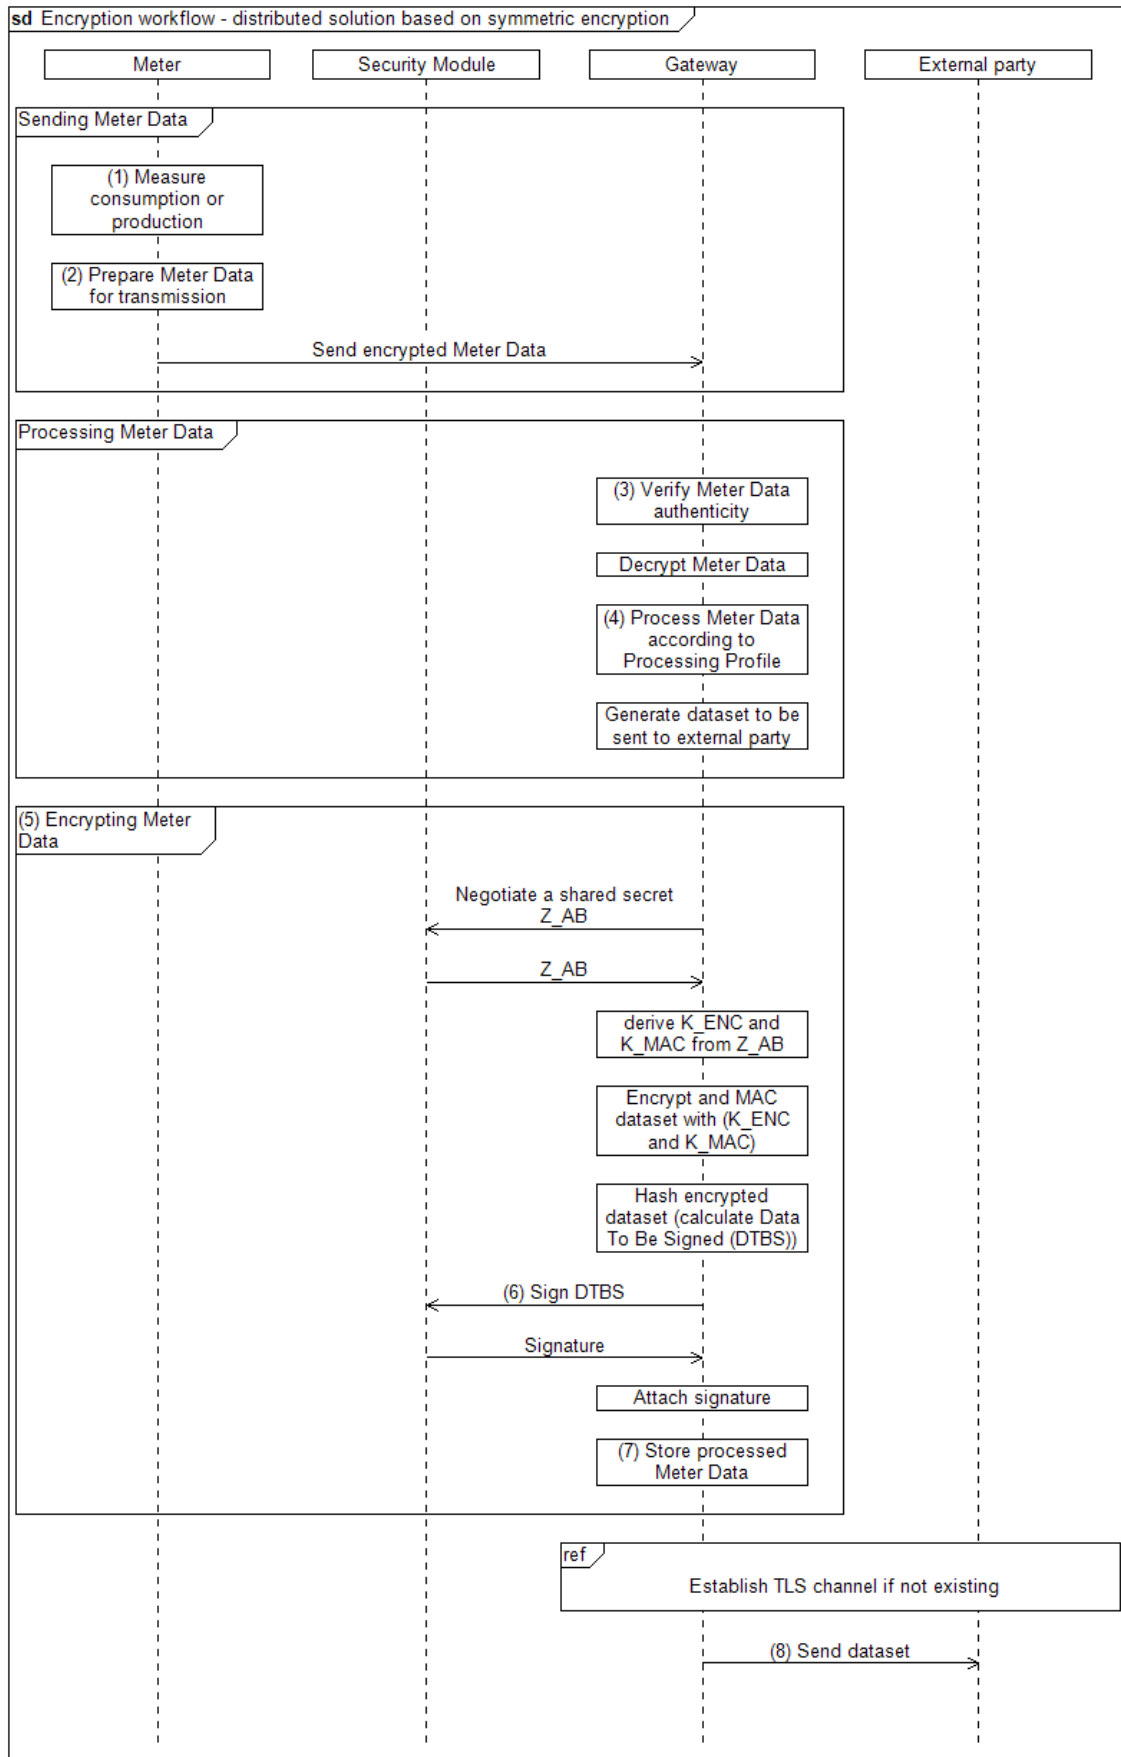 sd Encryption workflow - distributed solution based on symmetric encryption
Meter
Security Module
Gateway
External party
Sending Meter Data
(1) Measure
consumption or
production
(2) Prepare Meter Data
for transmission
Send encrypted Meter Data
Processing Meter Data
(3) Verify Meter Data
authenticity
Decrypt Meter Data
(4) Process Meter Data
according to
Processing Profile
Generate dataset to be
sent to external party
(5) Encrypting Meter
Data
Negotiate a shared secret
Z_AB
Z_AB
derive K_ENC and
K_MAC from Z_AB
Encrypt and MAC
dataset with (K_ENC
and K_MAC)
Hash encrypted
dataset (calculate Data
To Be Signed (DTBS))
(6) Sign DTBS
Signature
Attach signature
(7) Store processed
Meter Data
ref
Establish TLS channel if not existing
(8) Send dataset